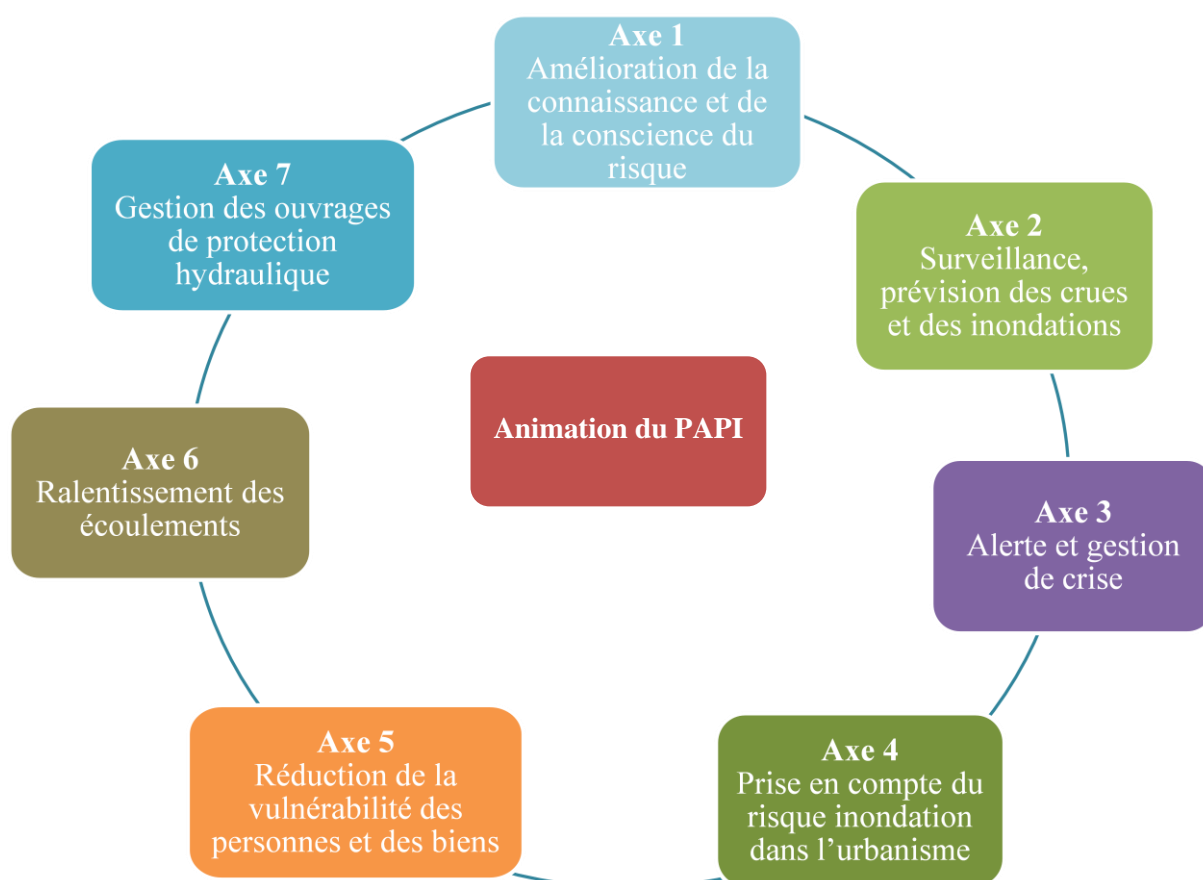 Axe 1
Amélioration de la
connaissance et de
la conscience du
risque
Axe 2
Surveillance,
prévision des crues
et des inondations
Axe 3
Alerte et gestion
de crise
Axe 4
Prise en compte du
risque inondation
dans l’urbanisme
Axe 5
Réduction de la
vulnérabilité des
personnes et des biens
Axe 6
Ralentissement des
écoulements
Axe 7
Gestion des ouvrages
de protection
hydraulique
Animation du PAPI